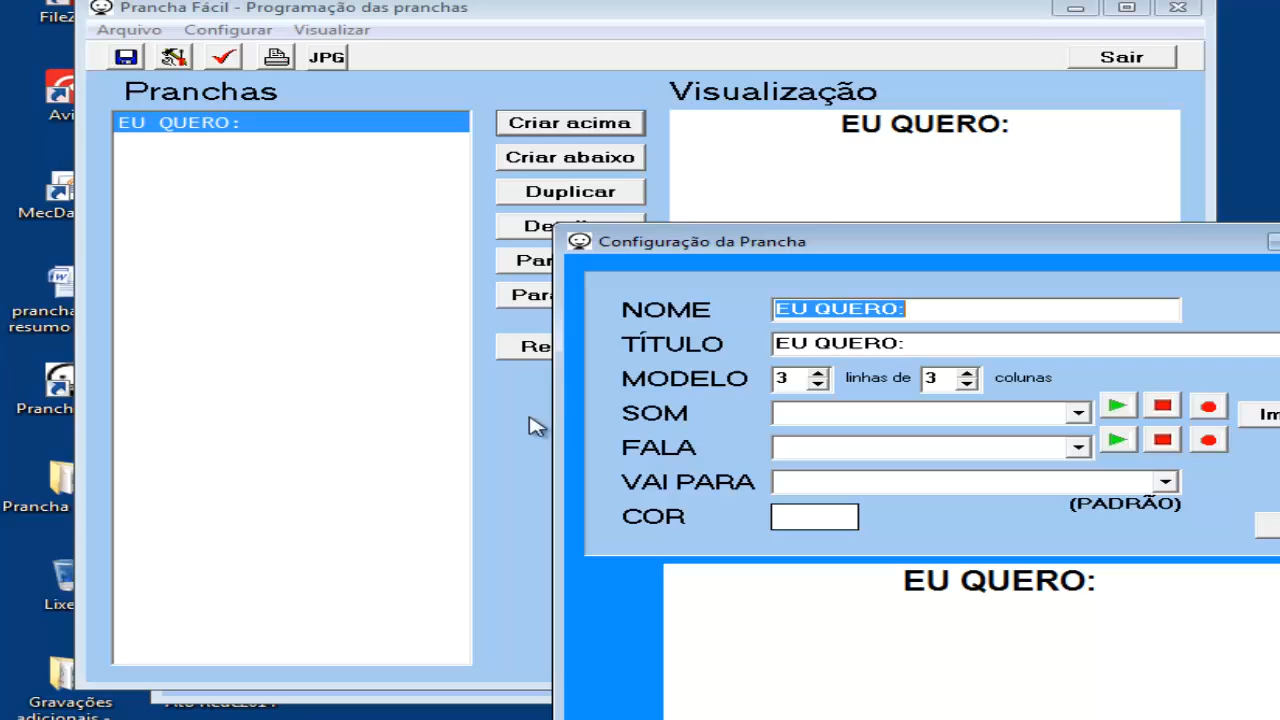 Prancha Fácil - Programação das pranchas
Arquivo Configurar Visualizar
JPG
Sair
Pranchas
Visualização
EU QUERO:
EU QUERO:
Criar acima
Criar abaixo
Duplicar
Configuração da Prancha
NOME EU QUERO:
TÍTULO EU QUERO:
MODELO 3 linhas de 3 colunas
SOM
FALA
VAI PARA
(PADRÃO)
COR
EU QUERO:
FileZ
Avi
MecDa
prancha
resumo
Pranch
Prancha
Lixe
Gravações
adicionais -